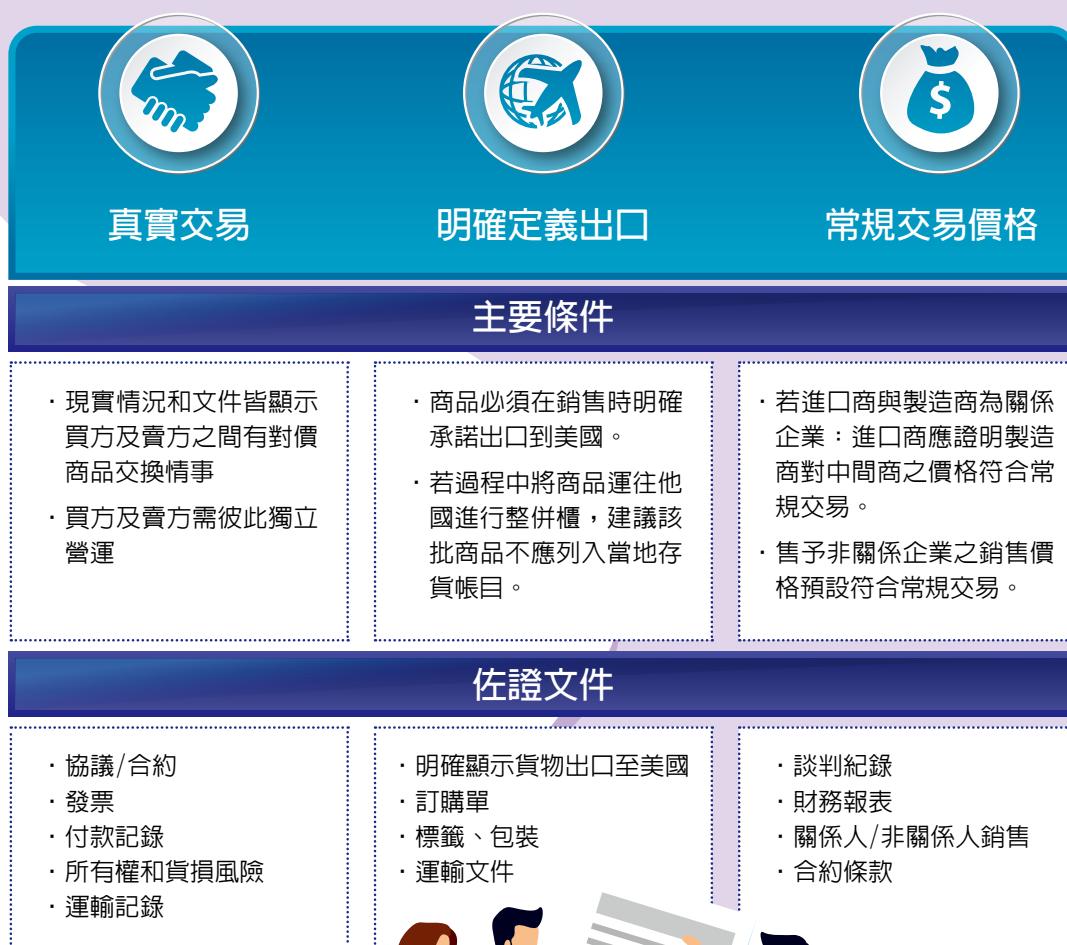 $
真實交易
明確定義出口
常規交易價格
主要條件
・現實情況和文件皆顯示
買方及賣方之間有對價
商品交換情事
・買方及賣方需彼此獨立
營運
・商品必須在銷售時明確
承諾出口到美國。
・若過程中將商品運往他
國進行整併櫃，建議該
批商品不應列入當地存
貨帳目。
・若進口商與製造商為關係
企業：進口商應證明製造
商對中間商之價格符合常
規交易。
・售予非關係企業之銷售價
格預設符合常規交易。
佐證文件
・協議/合約
・發票
・付款記錄
・所有權和貨損風險
・運輸記錄
・明確顯示貨物出口至美國
・訂購單
・標籤、包裝
・運輸文件
・談判紀錄
・財務報表
・關係人/非關係人銷售
・合約條款